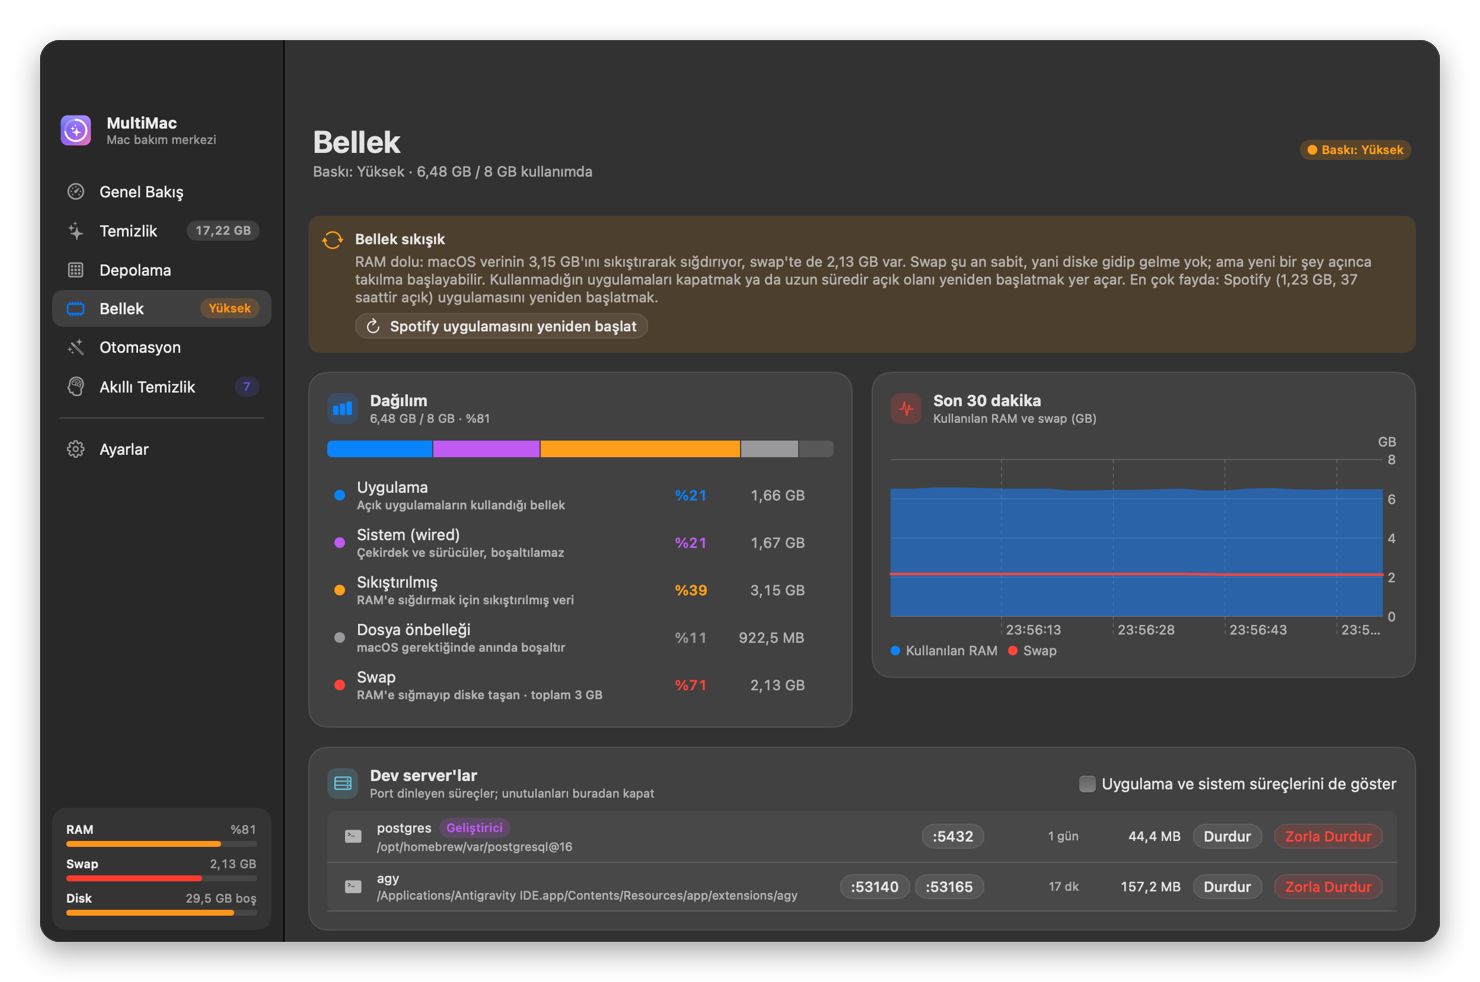 MultiMac
Mac bakım merkezi
Genel Bakış
Temizlik 17,22 GB
Depolama
Bellek Yüksek
Otomasyon
Akıllı Temizlik 7
Ayarlar
RAM %81
Swap 2,13 GB
Disk 29,5 GB boş
Bellek
Baskı: Yüksek · 6,48 GB / 8 GB kullanımda
Baskı: Yüksek
Bellek sıkışık
RAM dolu: macOS verinin 3,15 GB'ını sıkıştırarak sığdırıyor, swap'te de 2,13 GB var. Swap şu an sabit, yani diske gidip gelme yok; ama yeni bir şey açınca
takılma başlayabilir. Kullanmadığın uygulamaları kapatmak ya da uzun süredir açık olanı yeniden başlatmak yer açar. En çok fayda: Spotify (1,23 GB, 37
saattir açık) uygulamasını yeniden başlatmak.
Spotify uygulamasını yeniden başlat
Dağılım
6,48 GB / 8 GB · %81
Uygulama
Açık uygulamaların kullandığı bellek
%21 1,66 GB
Sistem (wired)
Çekirdek ve sürücüler, boşaltılamaz
%21 1,67 GB
Sıkıştırılmış
RAM'e sığdırmak için sıkıştırılmış veri
%39 3,15 GB
Dosya önbelleği
macOS gerektiğinde anında boşaltır
%11 922,5 MB
Swap
RAM'e sığmayıp diske taşan · toplam 3 GB
%71 2,13 GB
Son 30 dakika
Kullanılan RAM ve swap (GB)
GB
8
6
4
2
0
23:56:13 23:56:28 23:56:43 23:5...
Kullanılan RAM Swap
Dev server'lar
Port dinleyen süreçler; unutulanları buradan kapat
Uygulama ve sistem süreçlerini de göster
postgres Geliştirici
/opt/homebrew/var/postgresql@16
:5432 1 gün 44,4 MB Durdur Zorla Durdur
agy
/Applications/Antigravity IDE.app/Contents/Resources/app/extensions/agy
:53140 :53165 17 dk 157,2 MB Durdur Zorla Durdur